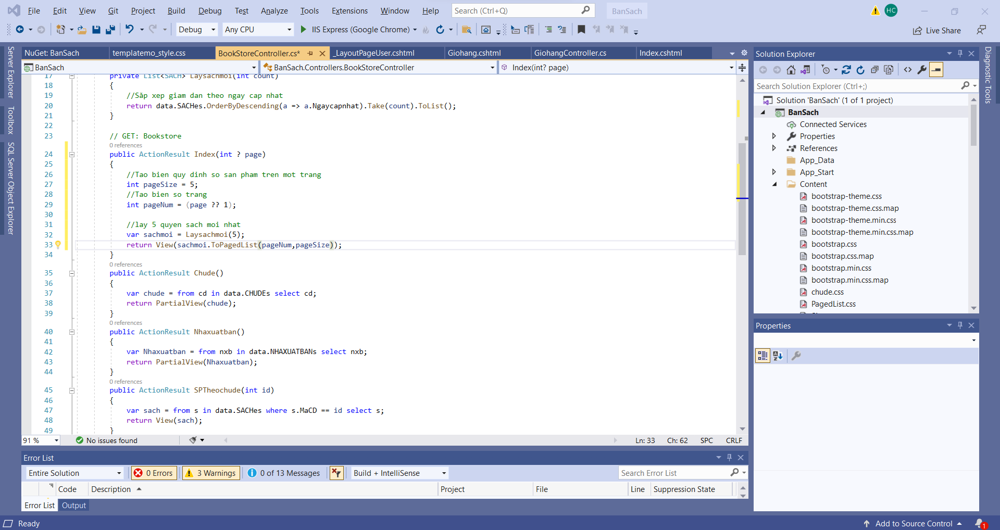 File Edit View Git Project Build Debug Test Analyze Tools Extensions Window Help Search (Ctrl+Q) BanSach HC
Debug Any CPU IIS Express (Google Chrome) Live Share
NuGet: BanSach templatemo_style.css BookStoreController.cs* _LayoutPageUser.cshtml Giohang.cshtml GiohangController.cs Index.cshtml
BanSach BanSach.Controllers.BookStoreController Index(int? page)
Server Explorer
Toolbox
SQL Server Object Explorer
17 private List<SACH> Laysachmoi(int count)
18 {
19 //Săp xep giam dan theo ngay cap nhat
20 return data.SACHes.OrderByDescending(a => a.Ngaycapnhat).Take(count).ToList();
21 }
22
23 // GET: Bookstore
0 references
24 public ActionResult Index(int ? page)
25 {
26 //Tao bien quy dinh so san pham tren mot trang
27 int pageSize = 5;
28 //Tao bien so trang
29 int pageNum = (page ?? 1);
30
31 //lay 5 quyen sach moi nhat
32 var sachmoi = Laysachmoi(5);
33 return View(sachmoi.ToPagedList(pageNum,pageSize));
34 }
0 references
35 public ActionResult Chude()
36 {
37 var chude = from cd in data.CHUDEs select cd;
38 return PartialView(chude);
39 }
0 references
40 public ActionResult Nhaxuatban()
41 {
42 var Nhaxuatban = from nxb in data.NHAXUATBANs select nxb;
43 return PartialView(Nhaxuatban);
44 }
0 references
45 public ActionResult SPTheochude(int id)
46 {
47 var sach = from s in data.SACHes where s.MaCD == id select s;
48 return View(sach);
49 }
91 % No issues found Ln: 33 Ch: 62 SPC CRLF
Error List
Entire Solution 0 Errors 3 Warnings 0 of 13 Messages Build + IntelliSense Search Error List
Code Description Project File Line Suppression State
Error List Output
Solution Explorer
Search Solution Explorer (Ctrl+;)
Solution 'BanSach' (1 of 1 project)
BanSach
Connected Services
Properties
References
App_Data
App_Start
Content
bootstrap-theme.css
bootstrap-theme.css.map
bootstrap-theme.min.css
bootstrap-theme.min.css.map
bootstrap.css
bootstrap.css.map
bootstrap.min.css
bootstrap.min.css.map
chude.css
PagedList.css
Properties
Diagnostic Tools
Ready Add to Source Control 1